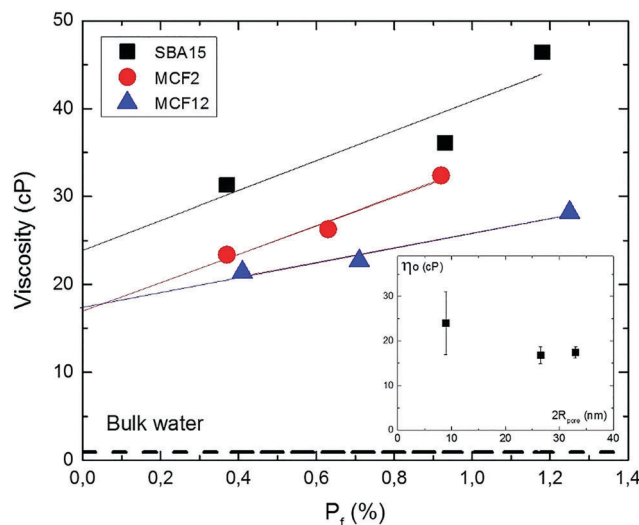 50
40
30
20
10
0
Viscosity (cP)
SBA15
MCF2
MCF12
Bulk water
0,0 0,2 0,4 0,6 0,8 1,0 1,2 1,4
P_f (%)
ηo (cP)
30
20
10
0
2R_pore (nm)
0 10 20 30 40